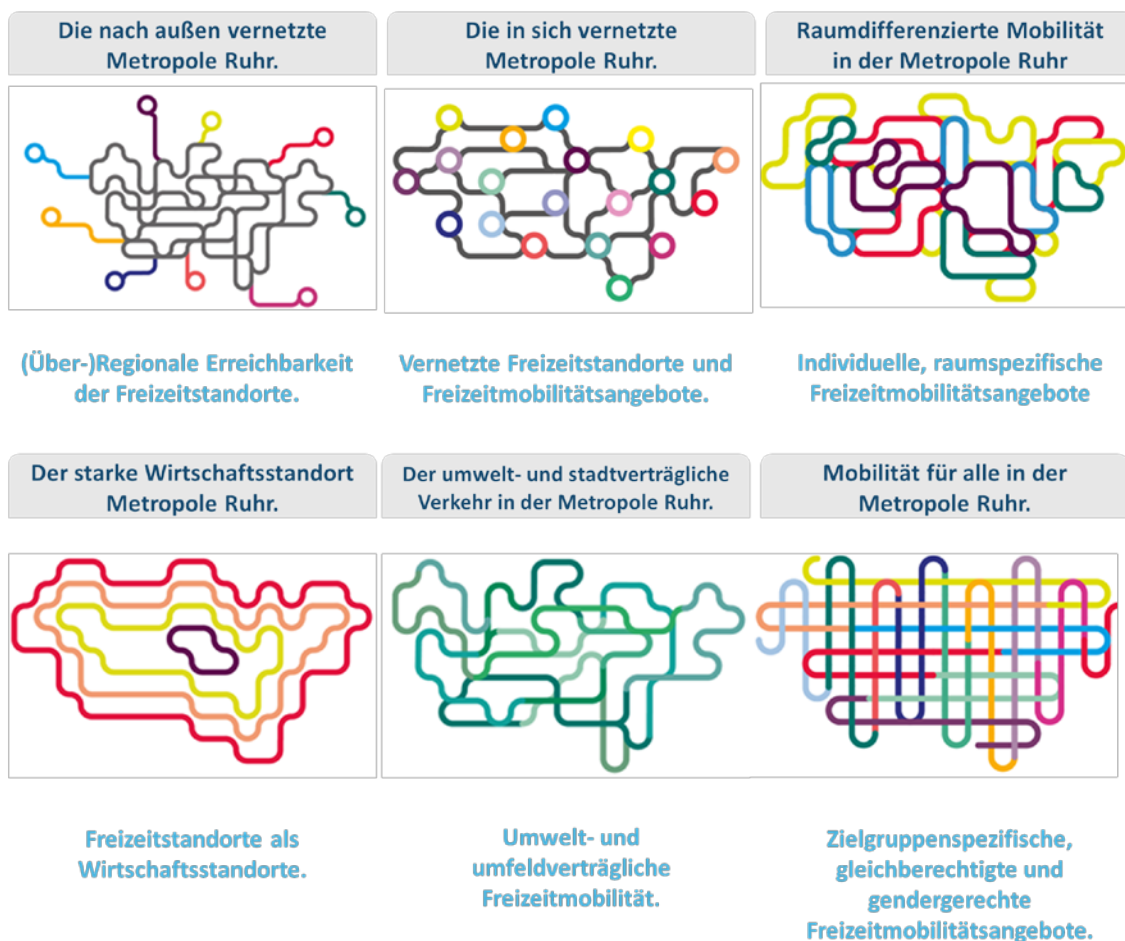 Die nach außen vernetzte
Metropole Ruhr.
Die in sich vernetzte
Metropole Ruhr.
Raumdifferenzierte Mobilität
in der Metropole Ruhr
(Über-)Regionale Erreichbarkeit
der Freizeitstandorte.
Vernetzte Freizeitstandorte und
Freizeitmobilitätsangebote.
Individuelle, raumspezifische
Freizeitmobilitätsangebote
Der starke Wirtschaftsstandort
Metropole Ruhr.
Der umwelt- und stadtverträgliche
Verkehr in der Metropole Ruhr.
Mobilität für alle in der
Metropole Ruhr.
Freizeitstandorte als
Wirtschaftsstandorte.
Umwelt- und
umfeldverträgliche
Freizeitmobilität.
Zielgruppenspezifische,
gleichberechtigte und
gendergerechte
Freizeitmobilitätsangebote.